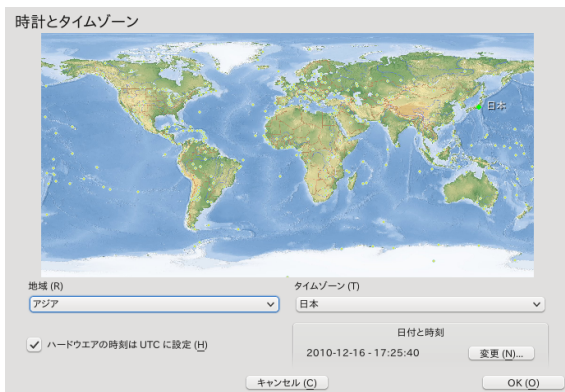 時計とタイムゾーン
日本
地域 (R)
タイムゾーン (T)
アジア
日本
ハードウエアの時刻は UTC に設定 (H)
日付と時刻
2010-12-16 - 17:25:40
変更 (N)...
キャンセル (C)
OK (O)